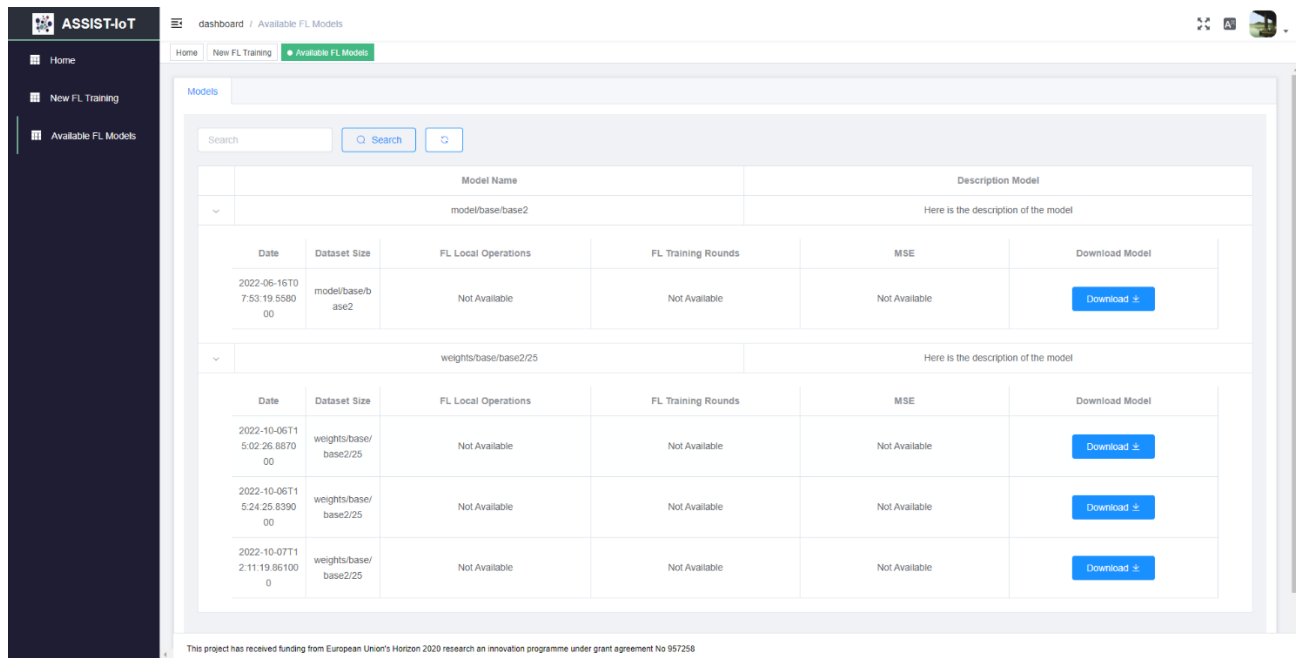 ASSIST-IoT
dashboard / Available FL Models
Home
New FL Training
Available FL Models
Home
New FL Training
Available FL Models
Models
Search
Search
Model Name
Description Model
model/base/base2
Here is the description of the model
Date
Dataset Size
FL Local Operations
FL Training Rounds
MSE
Download Model
2022-06-16T0
7:53:19.5580
00
model/base/b
ase2
Not Available
Not Available
Not Available
Download
weights/base/base2/25
Here is the description of the model
Date
Dataset Size
FL Local Operations
FL Training Rounds
MSE
Download Model
2022-10-06T1
5:02:26.8870
00
weights/base/
base2/25
Not Available
Not Available
Not Available
Download
2022-10-06T1
5:24:25.8390
00
weights/base/
base2/25
Not Available
Not Available
Not Available
Download
2022-10-07T1
2:11:19.86100
0
weights/base/
base2/25
Not Available
Not Available
Not Available
Download
This project has received funding from European Union's Horizon 2020 research an innovation programme under grant agreement No 957258